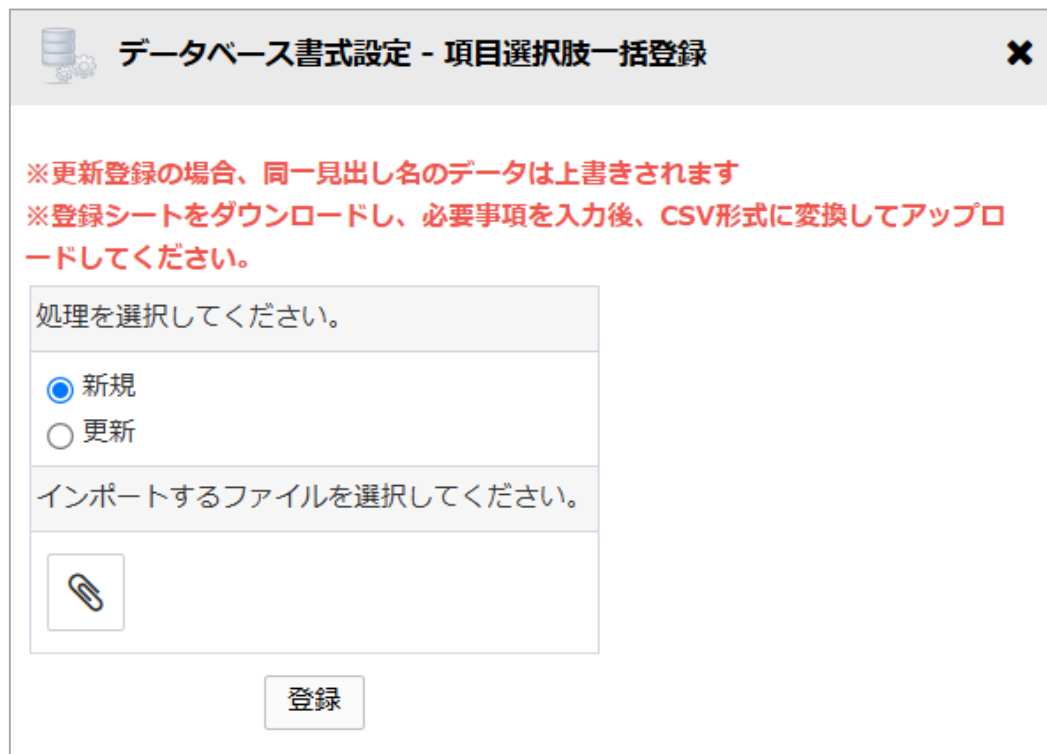 データベース書式設定 - 項目選択肢一括登録
※更新登録の場合、同一見出し名のデータは上書きされます
※登録シートをダウンロードし、必要事項を入力後、CSV形式に変換してアップロ
ードしてください。
処理を選択してください。
新規
更新
インポートするファイルを選択してください。
登録